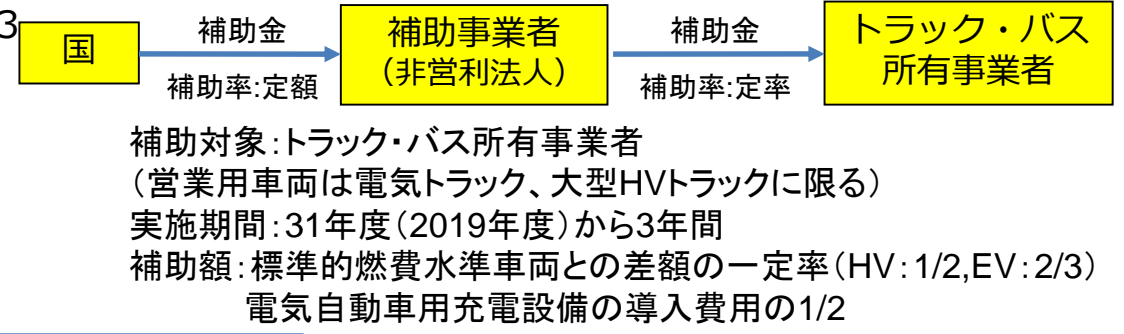 3
国
補助金
補助率:定額
補助事業者
（非営利法人）
補助金
補助率:定率
トラック・バス
所有事業者
補助対象：トラック・バス所有事業者
（営業用車両は電気トラック、大型HVトラックに限る）
実施期間：31年度（2019年度）から3年間
補助額：標準的燃費水準車両との差額の一定率（HV：1/2,EV：2/3）
電気自動車用充電設備の導入費用の1/2